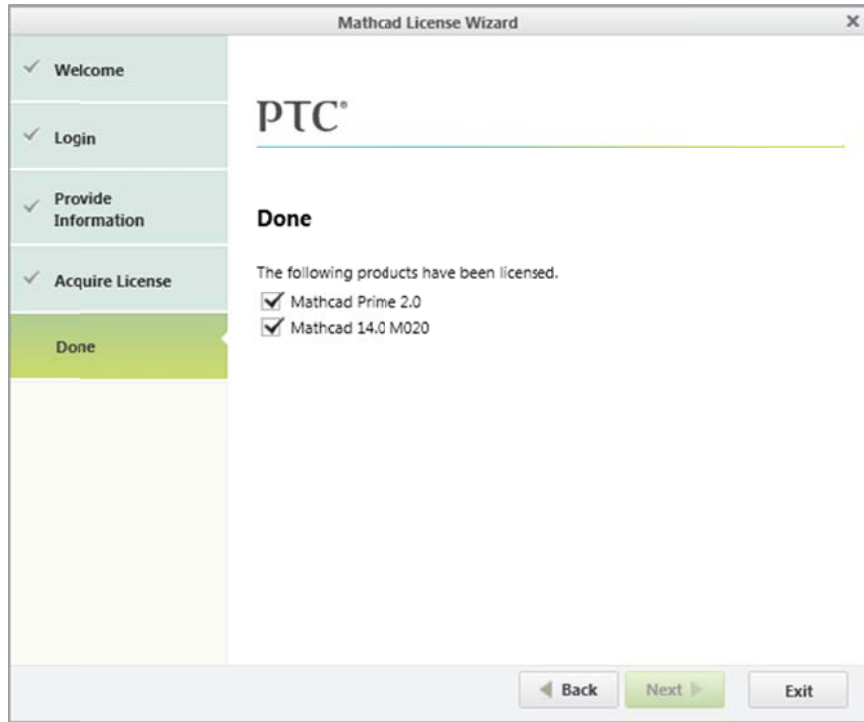 Mathcad License Wizard
Welcome
Login
Provide
Information
Acquire License
Done
PTC®
Done
The following products have been licensed.
Mathcad Prime 2.0
Mathcad 14.0 M020
Back
Next
Exit